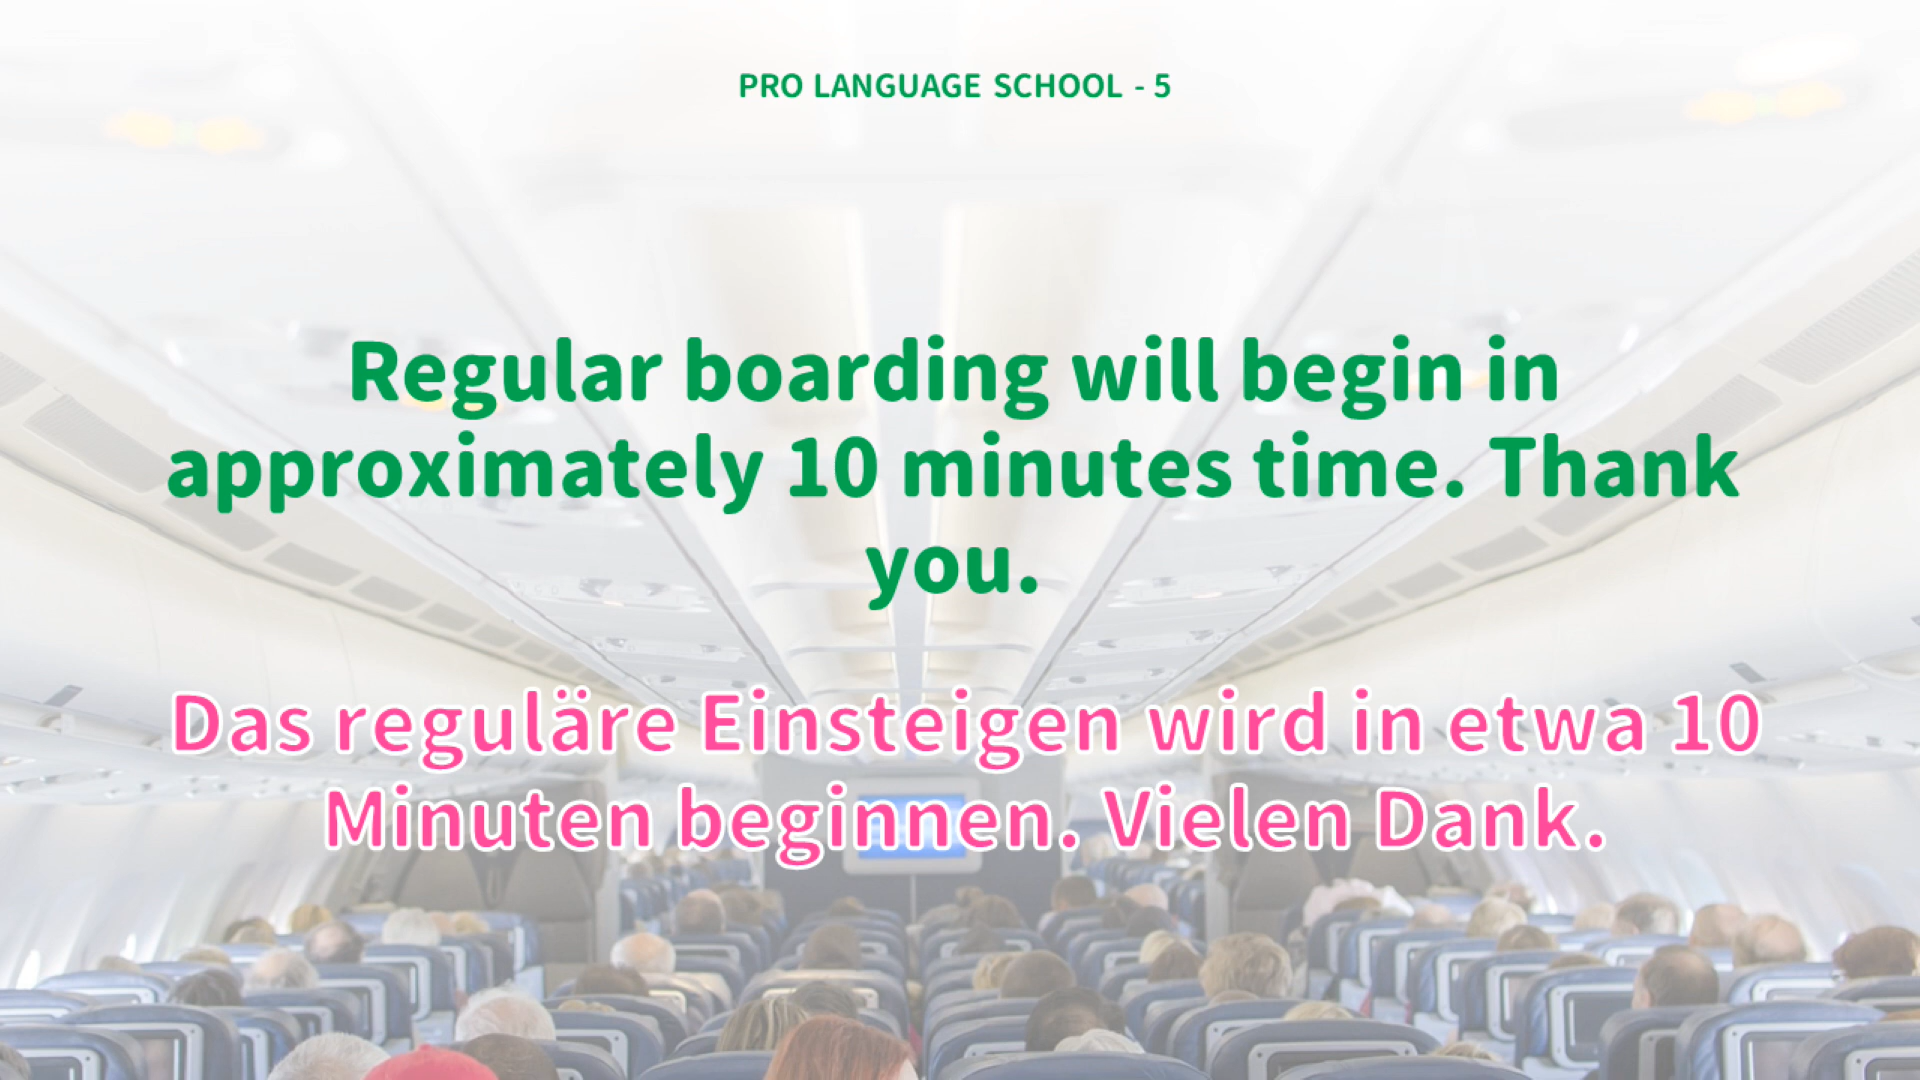 PRO LANGUAGE SCHOOL - 5
Regular boarding will begin in
approximately 10 minutes time. Thank
you.
Das reguläre Einsteigen wird in etwa 10
Minuten beginnen. Vielen Dank.